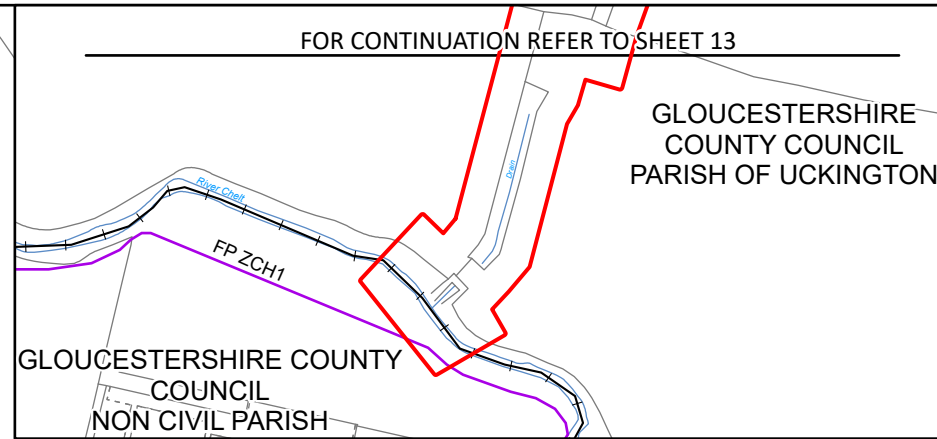 FOR CONTINUATION REFER TO SHEET 13
GLOUCESTERSHIRE
COUNTY COUNCIL
PARISH OF UCKINGTON
River Chelt
Drain
FP ZCH1
GLOUCESTERSHIRE COUNTY
COUNCIL
NON CIVIL PARISH